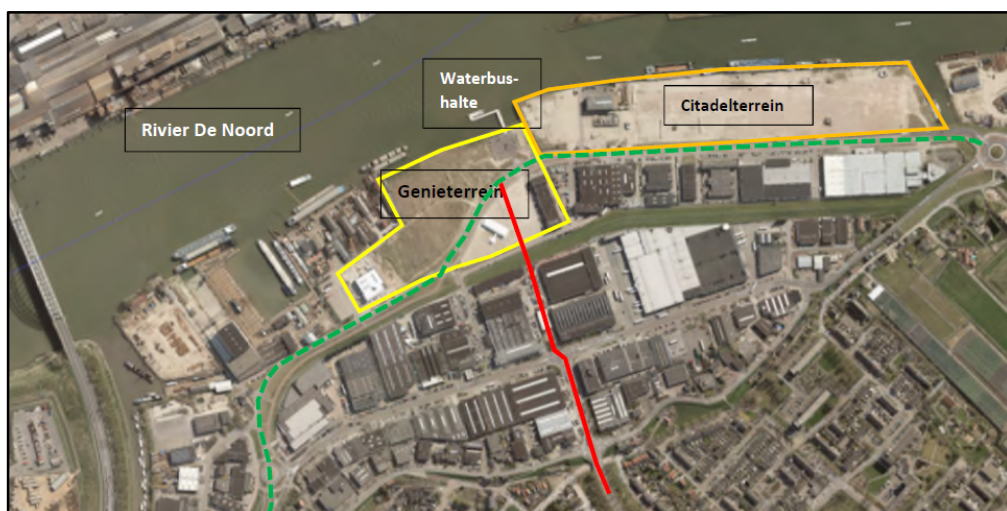 Waterbus-
halte
Citadelterrein
Rivier De Noord
Genieterrein